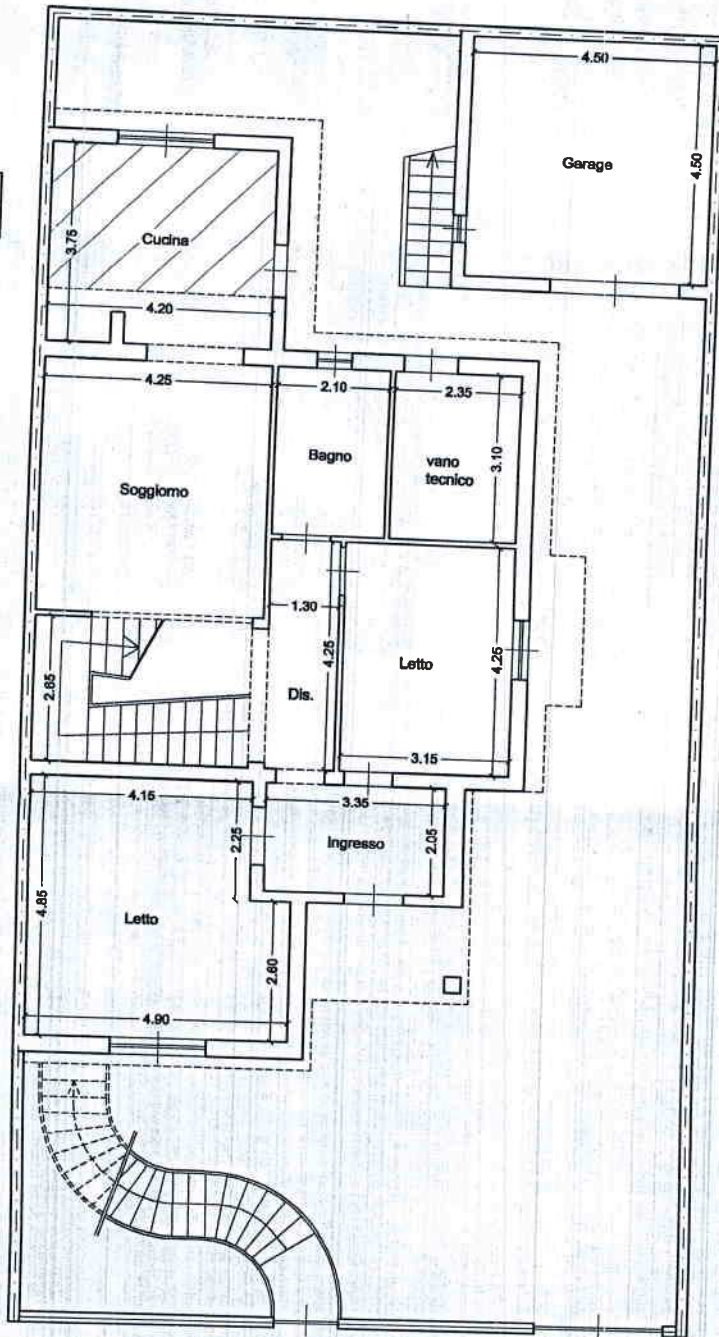 4.50
Garage
4.50
Cucina
3.75
4.20
4.25
2.10
2.35
Bagno
vano
tecnico
3.10
Soggiorno
1.30
4.25
Letto
4.25
2.65
Dis.
3.15
4.15
3.35
2.25
Ingresso
2.05
4.85
Letto
2.60
4.90